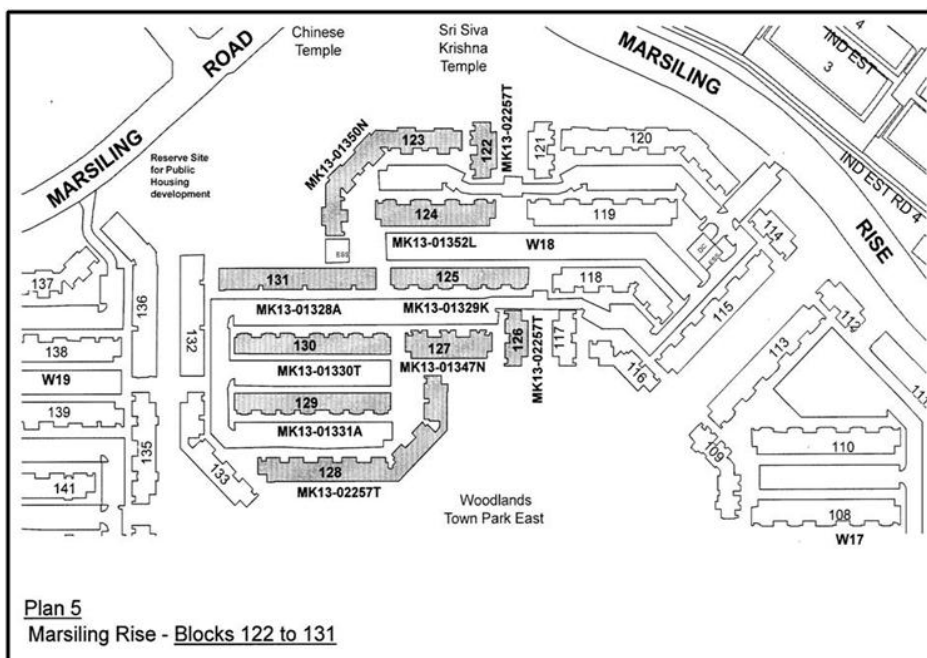 Chinese
Temple
Sri Siva
Krishna
Temple
MARSILING
ROAD
MARSILING
RISE
IND EST
4
4
3
IND EST RD 4
Reserve Site
for Public
Housing
development
MK13-01350N
123
122
MK13-02257T
121
120
124
119
MK13-01352L
W18
114
131
125
118
MK13-01328A
MK13-01329K
115
137
136
132
130
127
126
MK13-02257T
117
116
112
113
138
MK13-01330T
MK13-01347N
W19
129
139
MK13-01331A
135
133
128
MK13-02257T
141
109
110
108
W17
Woodlands
Town Park East
Plan 5
Marsiling Rise - Blocks 122 to 131